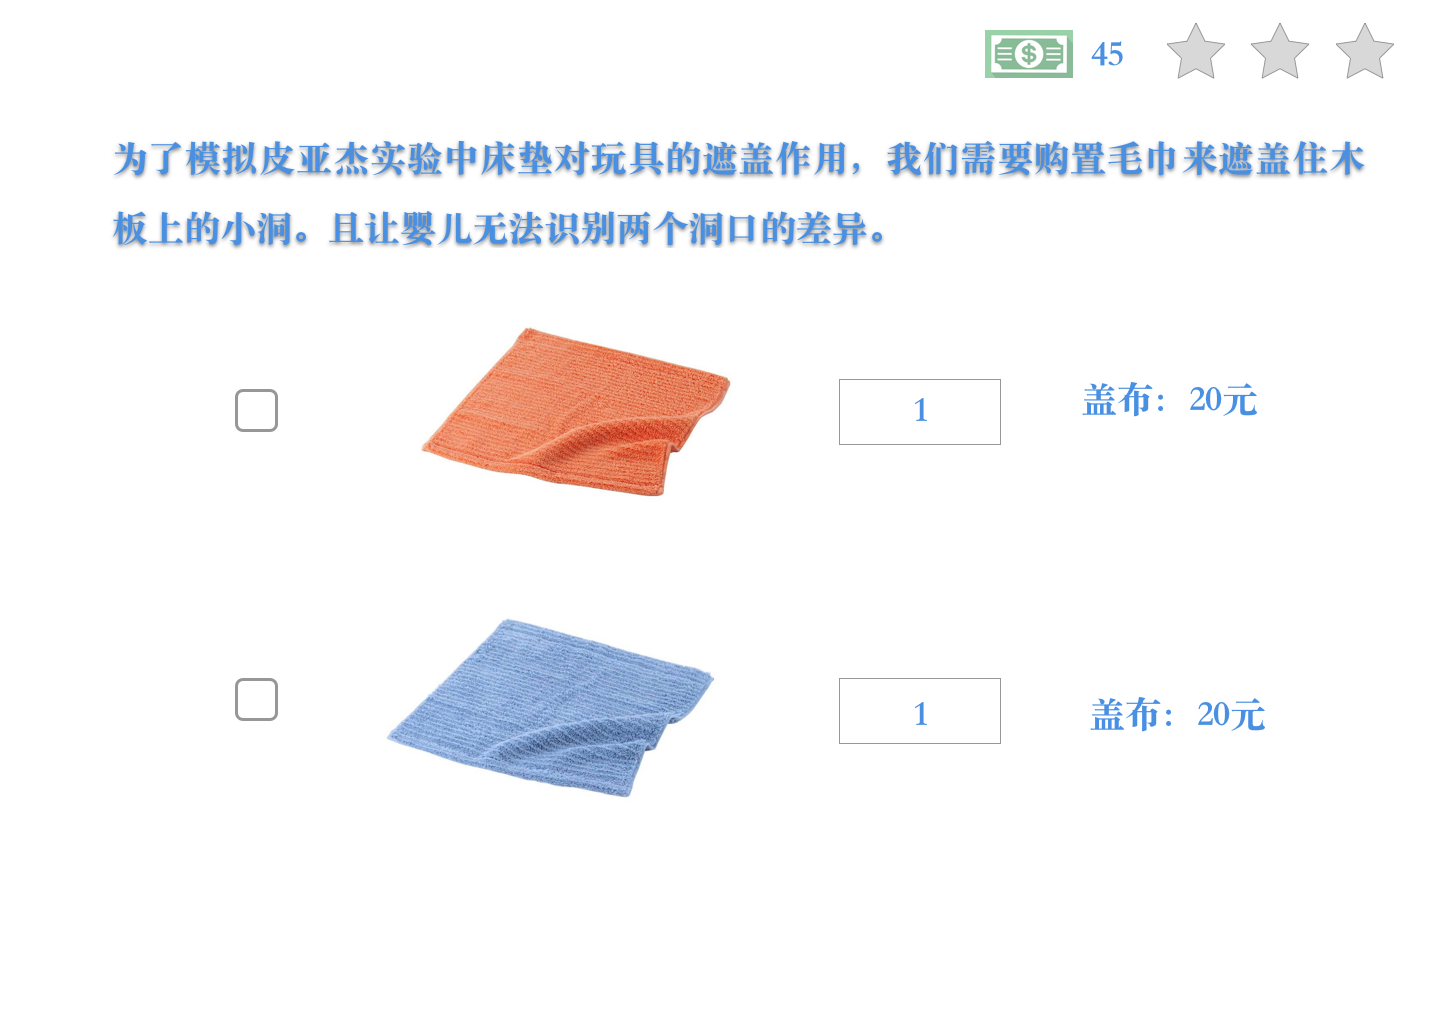 45
为了模拟皮亚杰实验中床垫对玩具的遮盖作用，我们需要购置毛巾来遮盖住木
板上的小洞。且让婴儿无法识别两个洞口的差异。
1
盖布：20元
1
盖布：20元